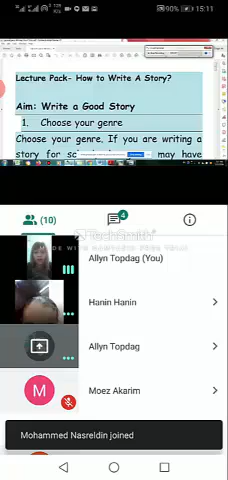 90% 15:11
Lecture Pack- How to Write A Story?
Aim: Write a Good Story
1. Choose your genre
Choose your genre. If you are writing a
story for may have
(10)
4
MADE WITH TechSmith
Allyn Topdag (You)
Hanin Hanin
Allyn Topdag
M
Moez Akarim
Mohammed Nasreldin joined